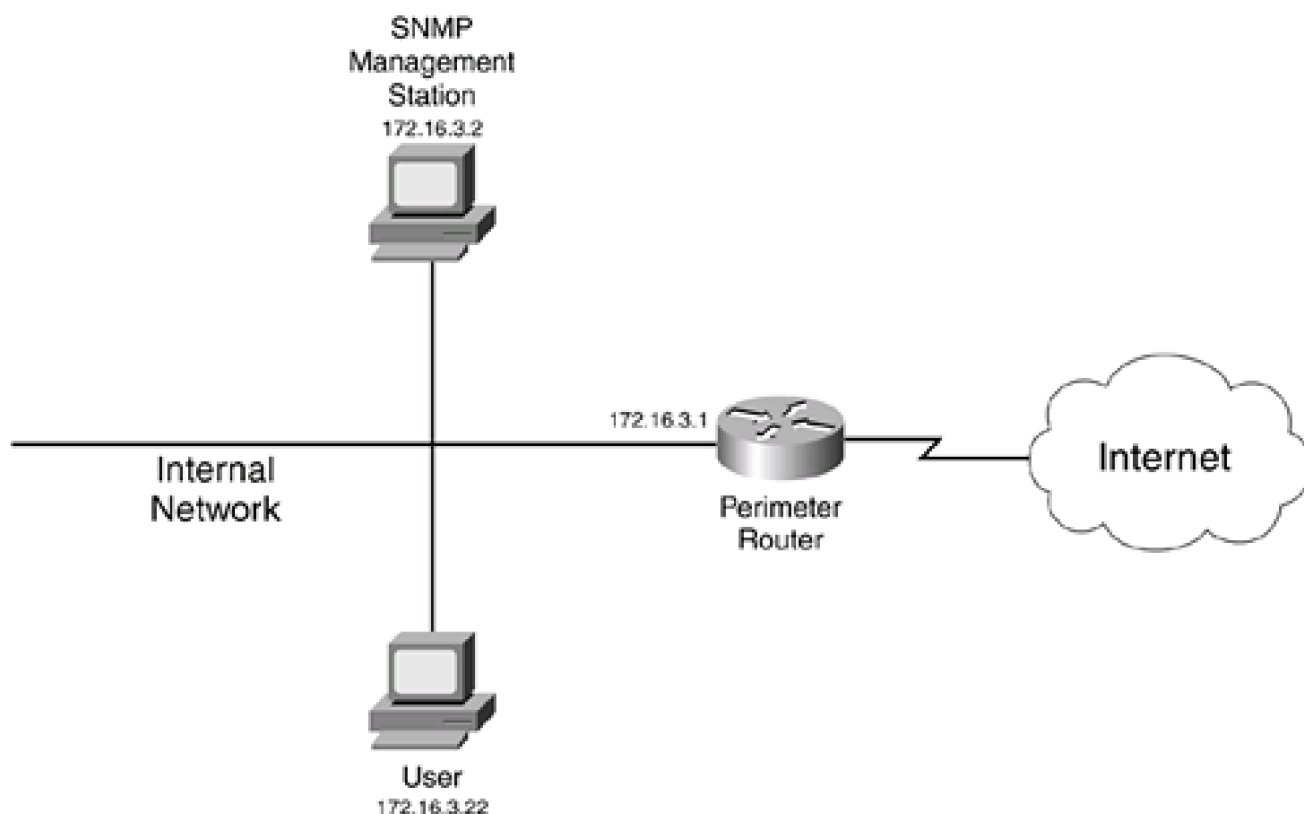 SNMP
Management
Station
172.16.3.2
172.16.3.1
Internal
Network
Perimeter
Router
Internet
User
172.16.3.22